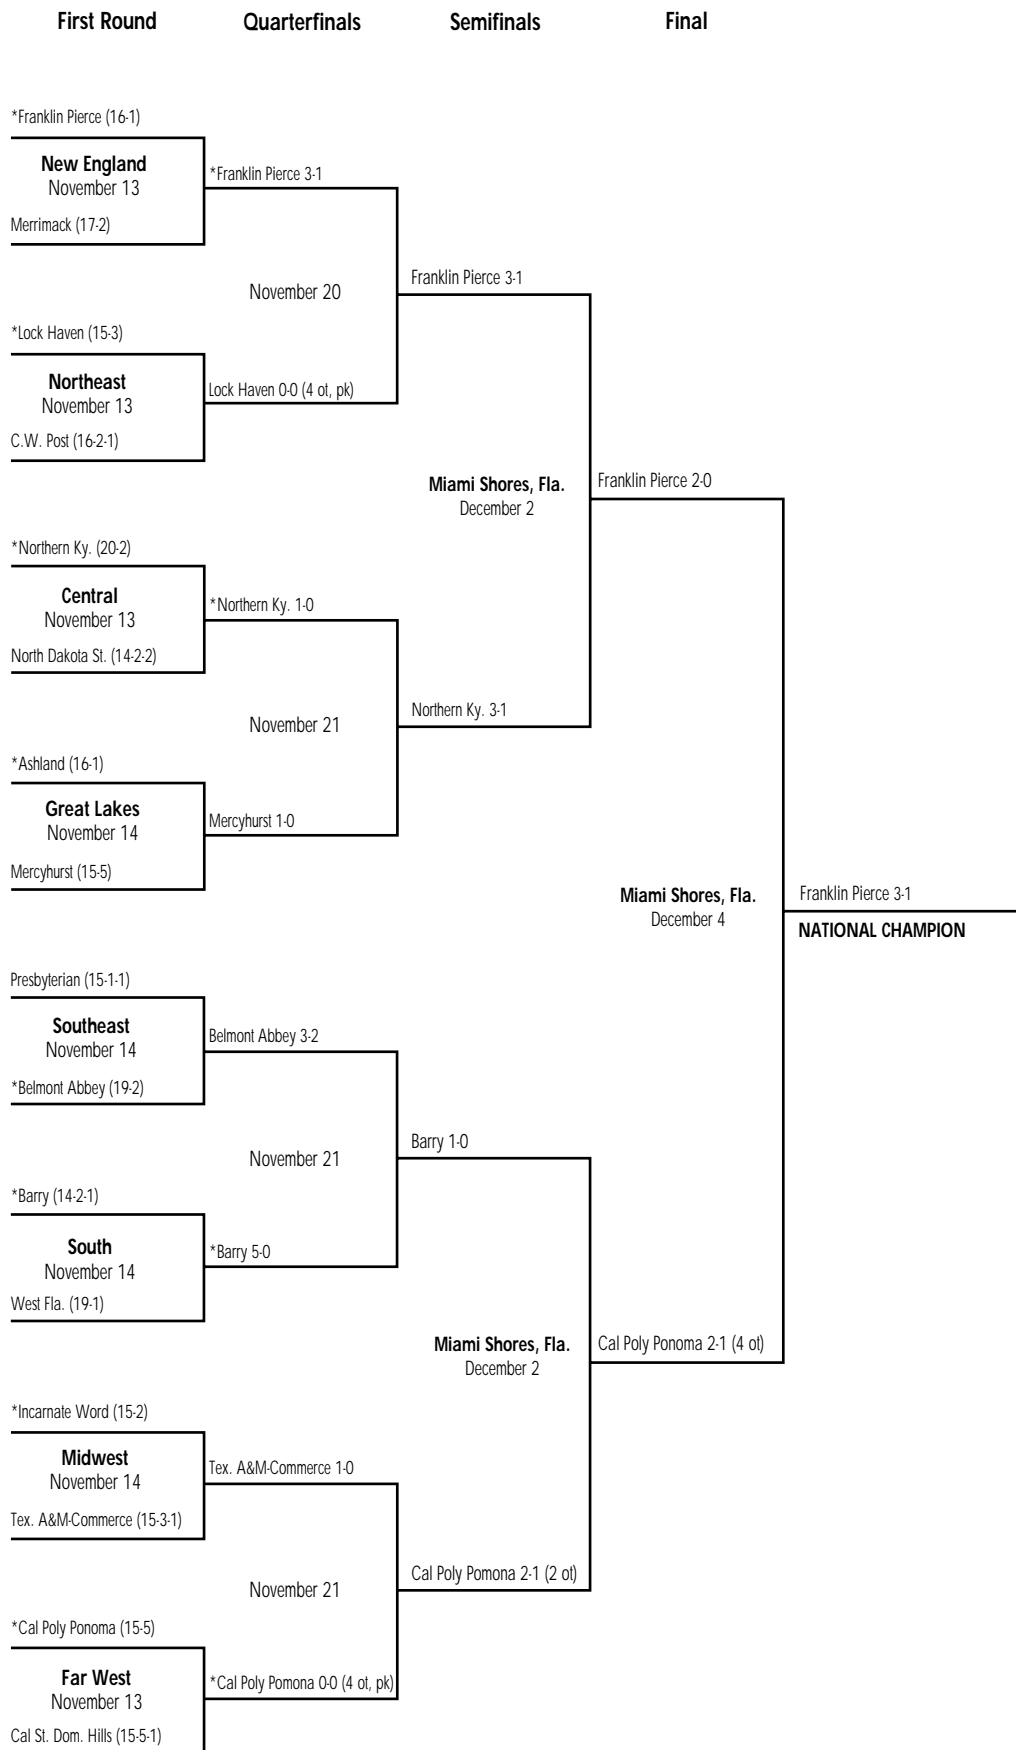 First Round Quarterfinals Semifinals Final
*Franklin Pierce (16-1)
New England
November 13
Merrimack (17-2)
*Franklin Pierce 3-1
November 20
Franklin Pierce 3-1
*Lock Haven (15-3)
Northeast
November 13
C.W. Post (16-2-1)
Lock Haven 0-0 (4 ot, pk)
Miami Shores, Fla.
December 2
Franklin Pierce 2-0
*Northern Ky. (20-2)
Central
November 13
North Dakota St. (14-2-2)
*Northern Ky. 1-0
November 21
Northern Ky. 3-1
*Ashland (16-1)
Great Lakes
November 14
Mercyhurst (15-5)
Mercyhurst 1-0
Miami Shores, Fla.
December 4
Franklin Pierce 3-1
NATIONAL CHAMPION
Presbyterian (15-1-1)
Southeast
November 14
*Belmont Abbey (19-2)
Belmont Abbey 3-2
November 21
Barry 1-0
*Barry (14-2-1)
South
November 14
West Fla. (19-1)
*Barry 5-0
Miami Shores, Fla.
December 2
Cal Poly Ponoma 2-1 (4 ot)
*Incarnate Word (15-2)
Midwest
November 14
Tex. A&M-Commerce (15-3-1)
Tex. A&M-Commerce 1-0
November 21
Cal Poly Pomona 2-1 (2 ot)
*Cal Poly Ponoma (15-5)
Far West
November 13
Cal St. Dom. Hills (15-5-1)
*Cal Poly Pomona 0-0 (4 ot, pk)